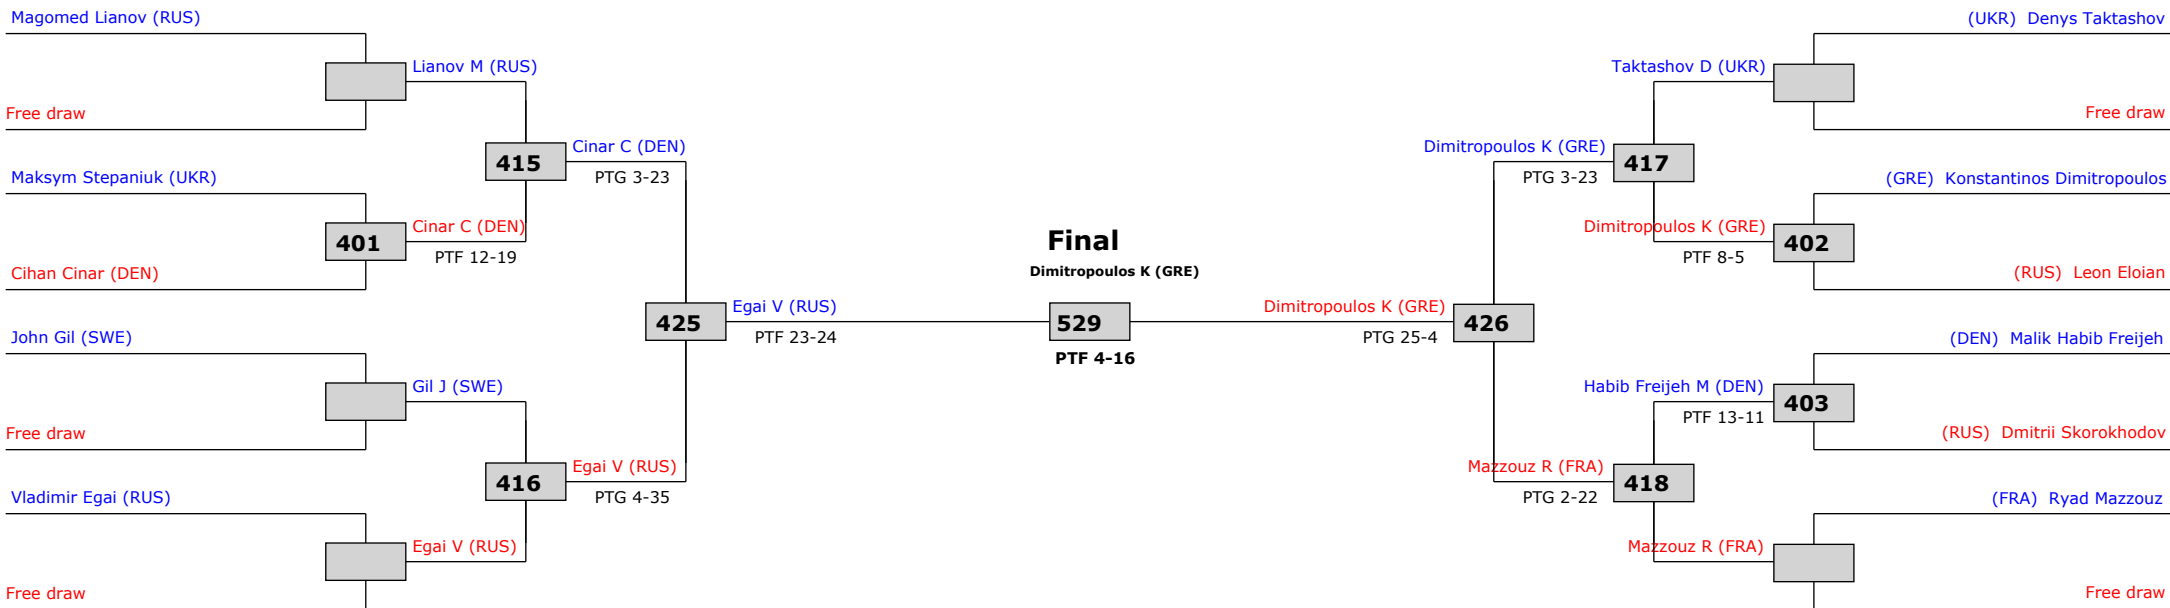 Magomed Lianov (RUS)
(UKR) Denys Taktashov
Lianov M (RUS)
Taktashov D (UKR)
Free draw
Free draw
Cinar C (DEN)
Dimitropoulos K (GRE)
415
417
PTG 3-23
PTG 3-23
Maksym Stepaniuk (UKR)
(GRE) Konstantinos Dimitropoulos
Cinar C (DEN)
Dimitropoulos K (GRE)
401
402
Final
PTF 12-19
PTF 8-5
Cihan Cinar (DEN)
Dimitropoulos K (GRE)
(RUS) Leon Eloian
Egai V (RUS)
Dimitropoulos K (GRE)
425
529
426
John Gil (SWE)
PTF 23-24
PTG 25-4
(DEN) Malik Habib Freijeh
PTF 4-16
Gil J (SWE)
Habib Freijeh M (DEN)
403
PTF 13-11
Free draw
(RUS) Dmitrii Skorokhodov
Egai V (RUS)
Mazzouz R (FRA)
416
418
Vladimir Egai (RUS)
PTG 4-35
PTG 2-22
(FRA) Ryad Mazzouz
Egai V (RUS)
Mazzouz R (FRA)
Free draw
Free draw